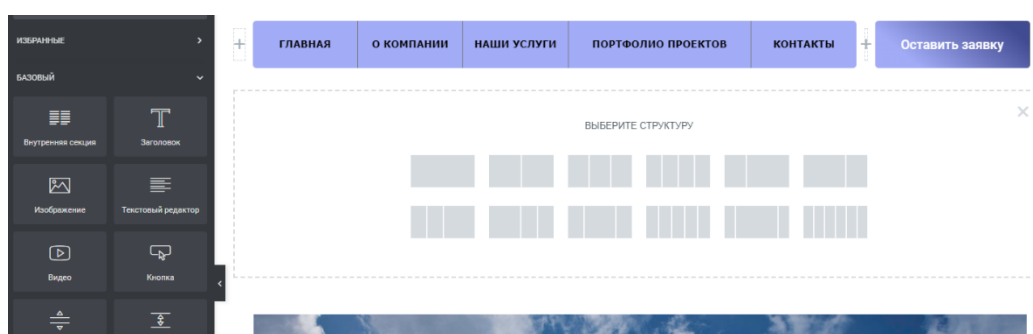 ИЗБРАННЫЕ
БАЗОВЫЙ
Внутренняя секция
Заголовок
Изображение
Текстовый редактор
Видео
Кнопка
ГЛАВНАЯ
О КОМПАНИИ
НАШИ УСЛУГИ
ПОРТФОЛИО ПРОЕКТОВ
КОНТАКТЫ
Оставить заявку
ВЫБЕРИТЕ СТРУКТУРУ